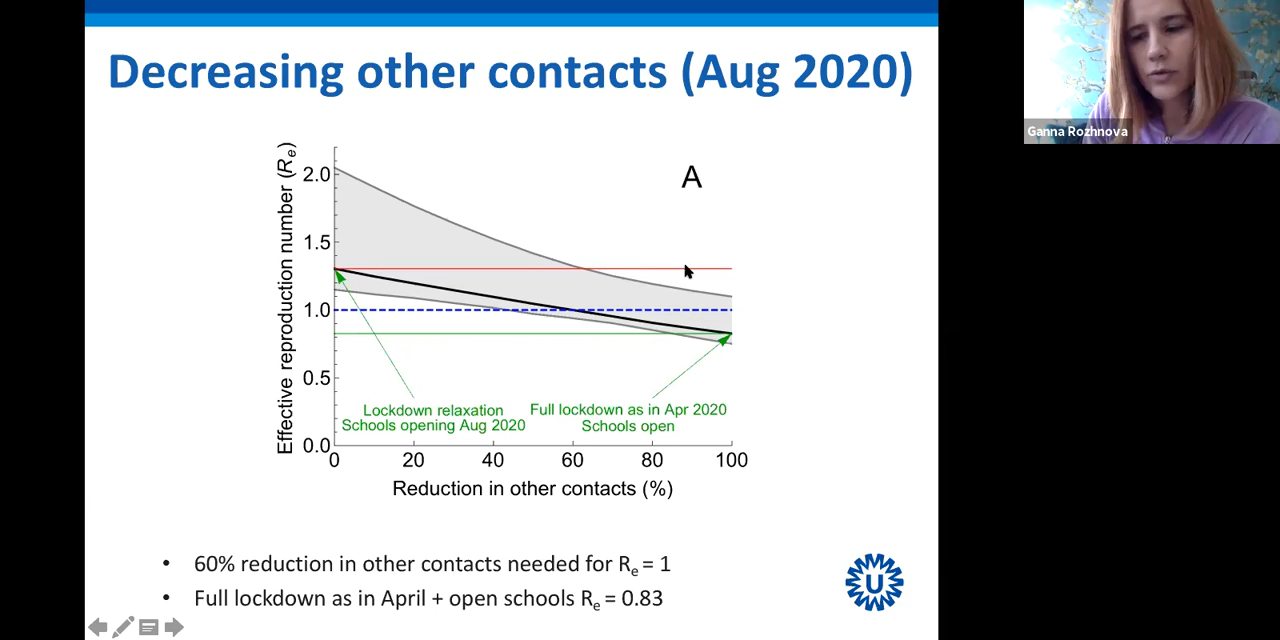 Decreasing other contacts (Aug 2020)
Ganna Rozhnova
Effective reproduction number (Re)
2.0
1.5
1.0
0.5
0.0
A
Lockdown relaxation
Schools opening Aug 2020
Full lockdown as in Apr 2020
Schools open
0 20 40 60 80 100
Reduction in other contacts (%)
• 60% reduction in other contacts needed for Re = 1
• Full lockdown as in April + open schools Re = 0.83
U